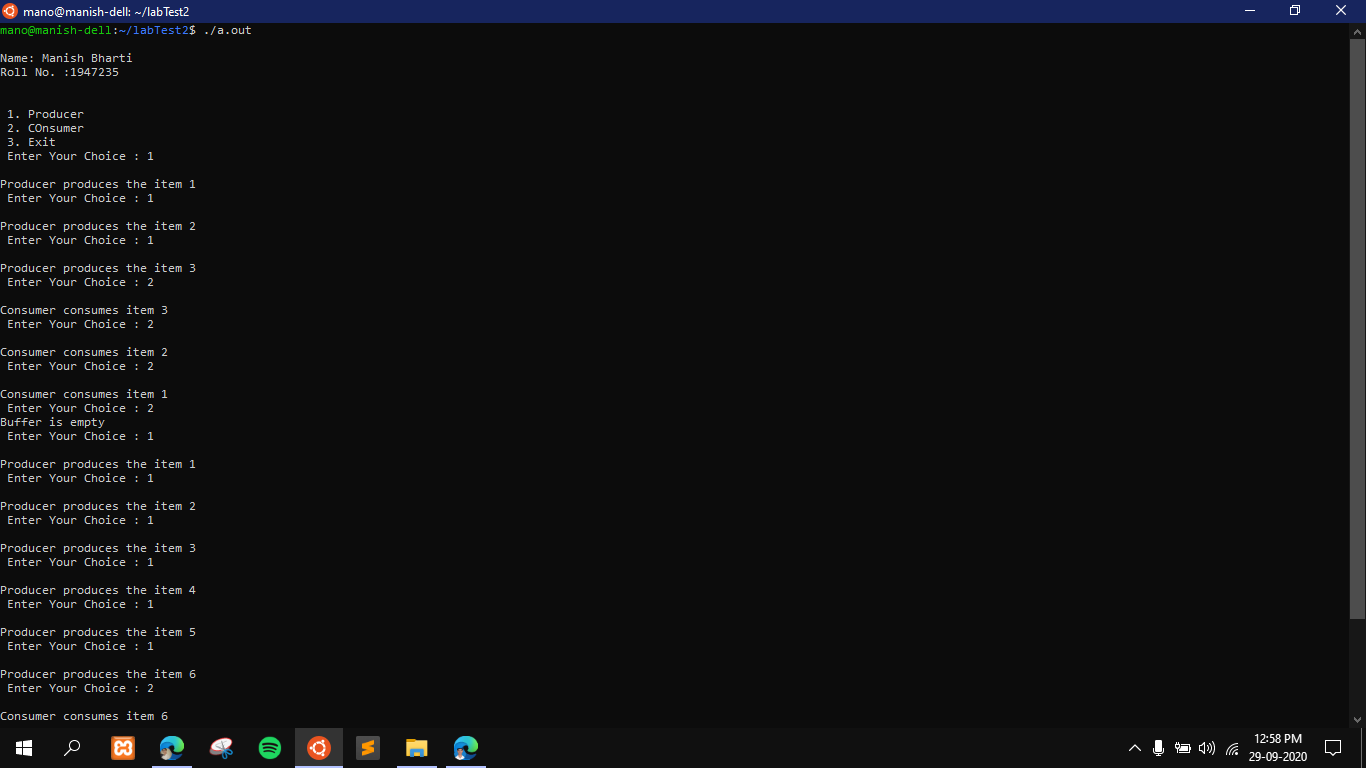 mano@manish-dell: ~/labTest2
mano@manish-dell:~/labTest2$ ./a.out
Name: Manish Bharti
Roll No. :1947235
1. Producer
2. COnsumer
3. Exit
Enter Your Choice : 1
Producer produces the item 1
Enter Your Choice : 1
Producer produces the item 2
Enter Your Choice : 1
Producer produces the item 3
Enter Your Choice : 2
Consumer consumes item 3
Enter Your Choice : 2
Consumer consumes item 2
Enter Your Choice : 2
Consumer consumes item 1
Enter Your Choice : 2
Buffer is empty
Enter Your Choice : 1
Producer produces the item 1
Enter Your Choice : 1
Producer produces the item 2
Enter Your Choice : 1
Producer produces the item 3
Enter Your Choice : 1
Producer produces the item 4
Enter Your Choice : 1
Producer produces the item 5
Enter Your Choice : 1
Producer produces the item 6
Enter Your Choice : 2
Consumer consumes item 6
12:58 PM
29-09-2020